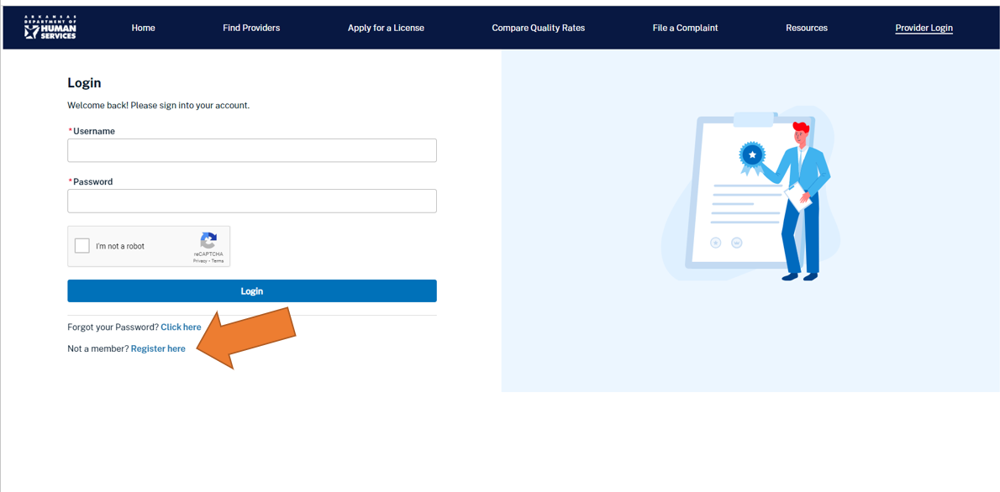 ARKANSAS
DEPARTMENT OF
HUMAN
SERVICES
Home
Find Providers
Apply for a License
Compare Quality Rates
File a Complaint
Resources
Provider Login
Login
Welcome back! Please sign into your account.
*Username
*Password
I'm not a robot
reCAPTCHA
Privacy - Terms
Login
Forgot your Password? Click here
Not a member? Register here